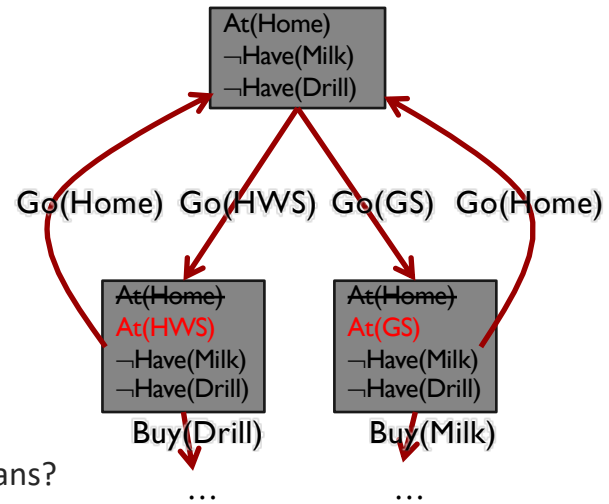 At(Home)
¬Have(Milk)
¬Have(Drill)
Go(Home) Go(HWS) Go(GS) Go(Home)
At(Home)
At(HWS)
¬Have(Milk)
¬Have(Drill)
At(Home)
At(GS)
¬Have(Milk)
¬Have(Drill)
Buy(Drill)
Buy(Milk)
ans?
...
...